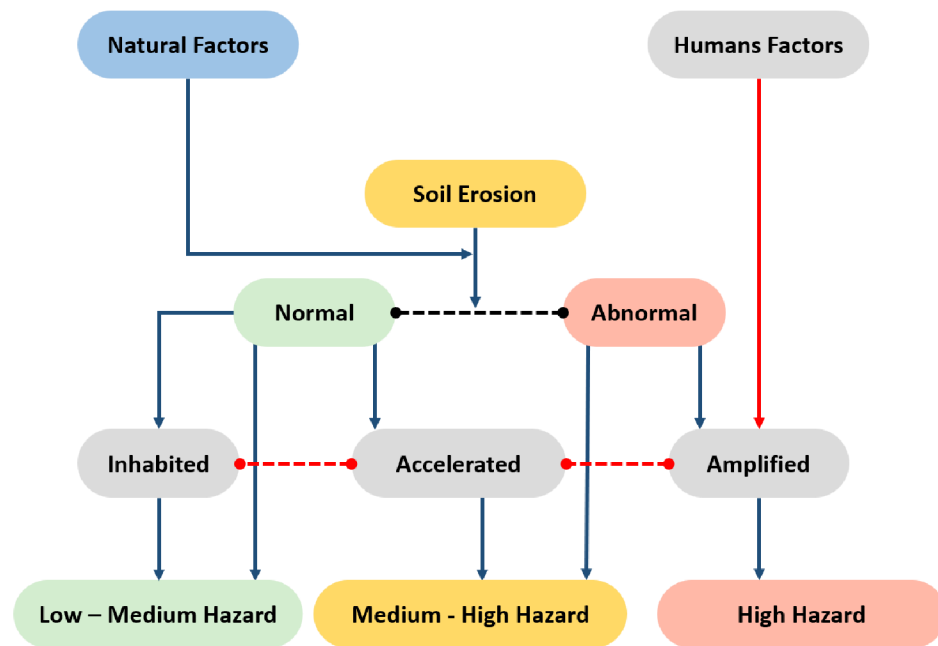 Natural Factors
Humans Factors
Soil Erosion
Normal
Abnormal
Inhabited
Accelerated
Amplified
Low – Medium Hazard
Medium - High Hazard
High Hazard